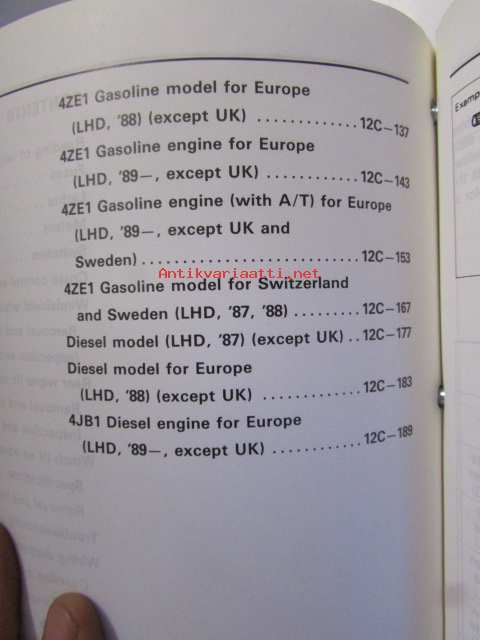 4ZE1 Gasoline model for Europe
(LHD, '88) (except UK) ............12C-137
4ZE1 Gasoline engine for Europe
(LHD, '89—, except UK) ............12C-143
4ZE1 Gasoline engine (with A/T) for Europe
(LHD, '89—, except UK and
Sweden) ............................12C-153
Antikvariaatti.net
4ZE1 Gasoline model for Switzerland
and Sweden (LHD, '87, '88) .........12C-167
Diesel model (LHD, '87) (except UK) ..12C-177
Diesel model for Europe
(LHD, '88) (except UK) ............12C-183
4JB1 Diesel engine for Europe
(LHD, '89—, except UK) ............12C-189
Examp